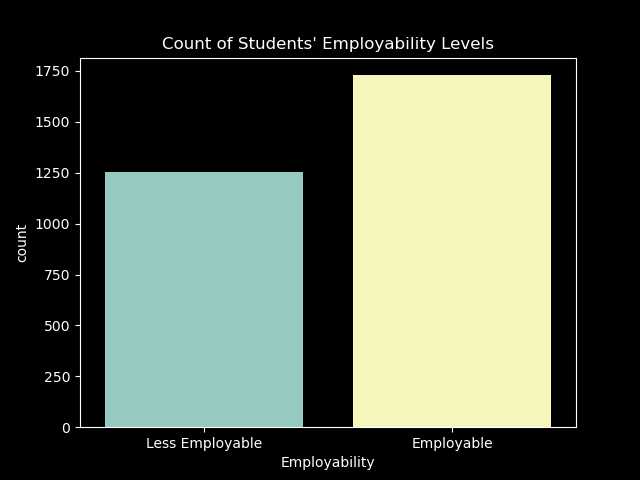 Count of Students' Employability Levels
1750
1500
1250
1000
750
500
250
0
count
Less Employable
Employable
Employability